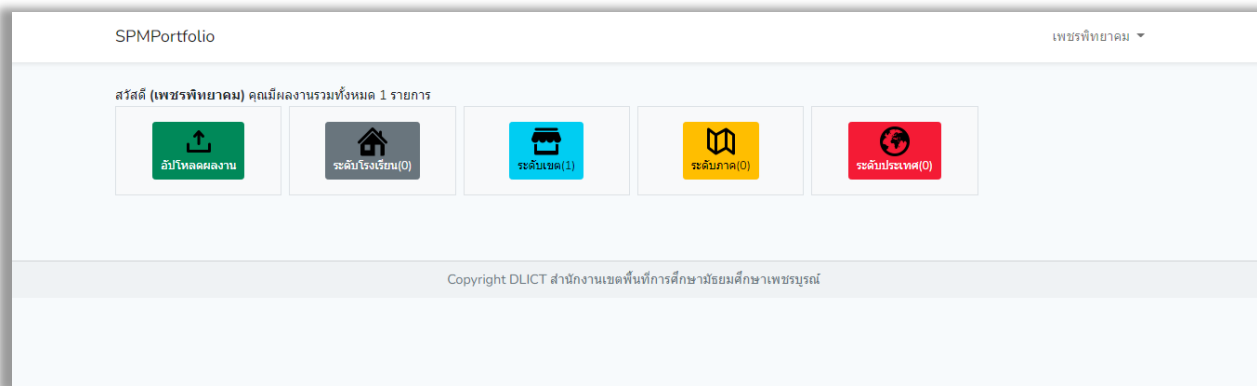 SPMPortfolio
เพชรพิทยาคม
สวัสดี (เพชรพิทยาคม) คุณมีผลงานรวมทั้งหมด 1 รายการ
อัปโหลดผลงาน
ระดับโรงเรียน(0)
ระดับเขต(1)
ระดับภาค(0)
ระดับประเทศ(0)
Copyright DLICT สำนักงานเขตพื้นที่การศึกษามัธยมศึกษาเพชรบูรณ์